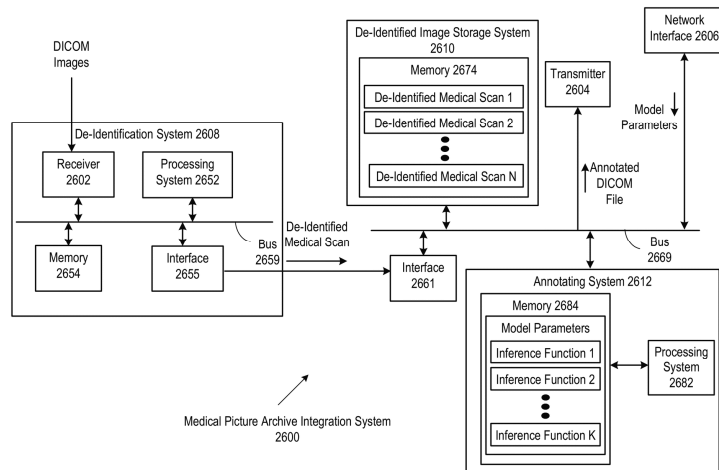 DICOM
Images
De-Identification System 2608
Receiver
2602
Processing
System 2652
Memory
2654
Interface
2655
Bus
2659
De-Identified
Medical Scan
De-Identified Image Storage System
2610
Memory 2674
De-Identified Medical Scan 1
De-Identified Medical Scan 2
De-Identified Medical Scan N
Transmitter
2604
Annotated
DICOM
File
Network
Interface 2606
Model
Parameters
Interface
2661
Bus
2669
Annotating System 2612
Memory 2684
Model Parameters
Inference Function 1
Inference Function 2
Inference Function K
Processing
System
2682
Medical Picture Archive Integration System
2600